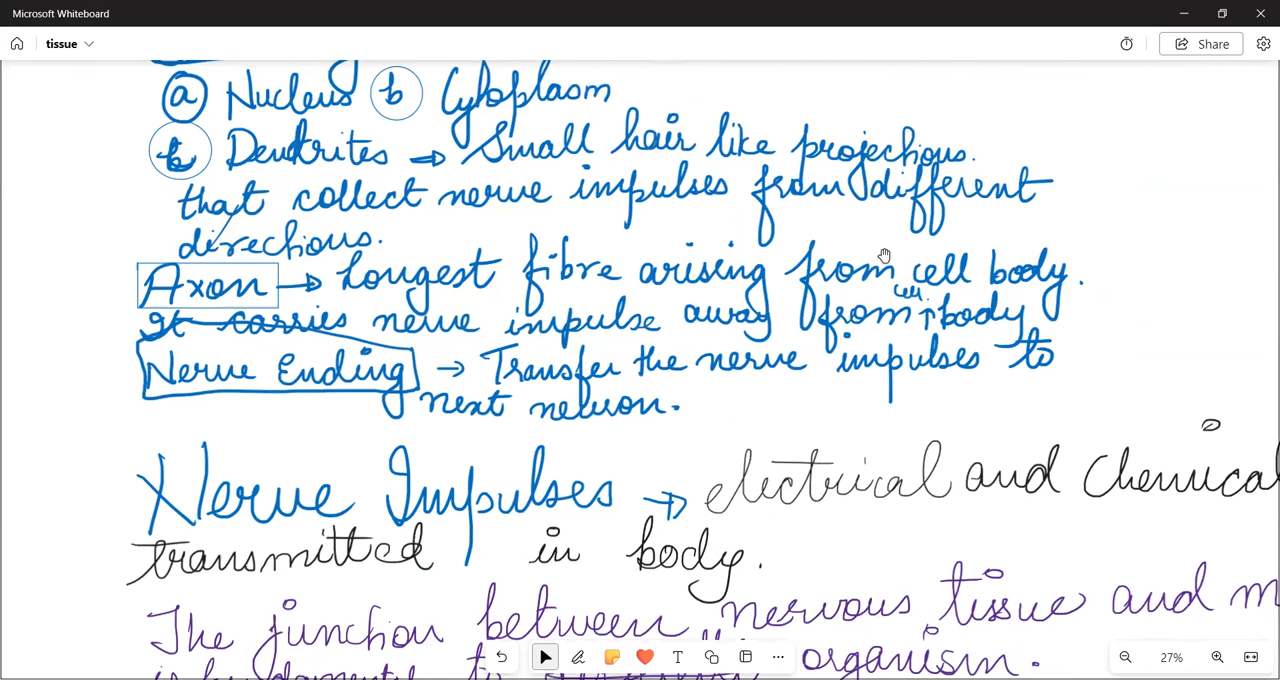 Microsoft Whiteboard
tissue
Share
(a) Nucleus (b) Cytoplasm
Dendrites → Small hair like projections.
that collect nerve impulses from different
directions.
Axon → Longest fibre arising from cell body.
It carries nerve impulse away from cell body
Nerve Ending → Transfer the nerve impulses to
next neuron.
Nerve Impulses → electrical and Chemical
transmitted in body.
The junction between nervous tissue and m
organism.
27%